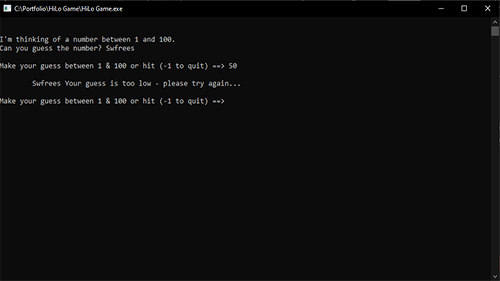 C:\Portfolio\HiLo Game\HiLo Game.exe
I'm thinking of a number between 1 and 100.
Can you guess the number? Swfrees
Make your guess between 1 & 100 or hit (-1 to quit) ==> 50
Swfrees Your guess is too low - please try again...
Make your guess between 1 & 100 or hit (-1 to quit) ==>